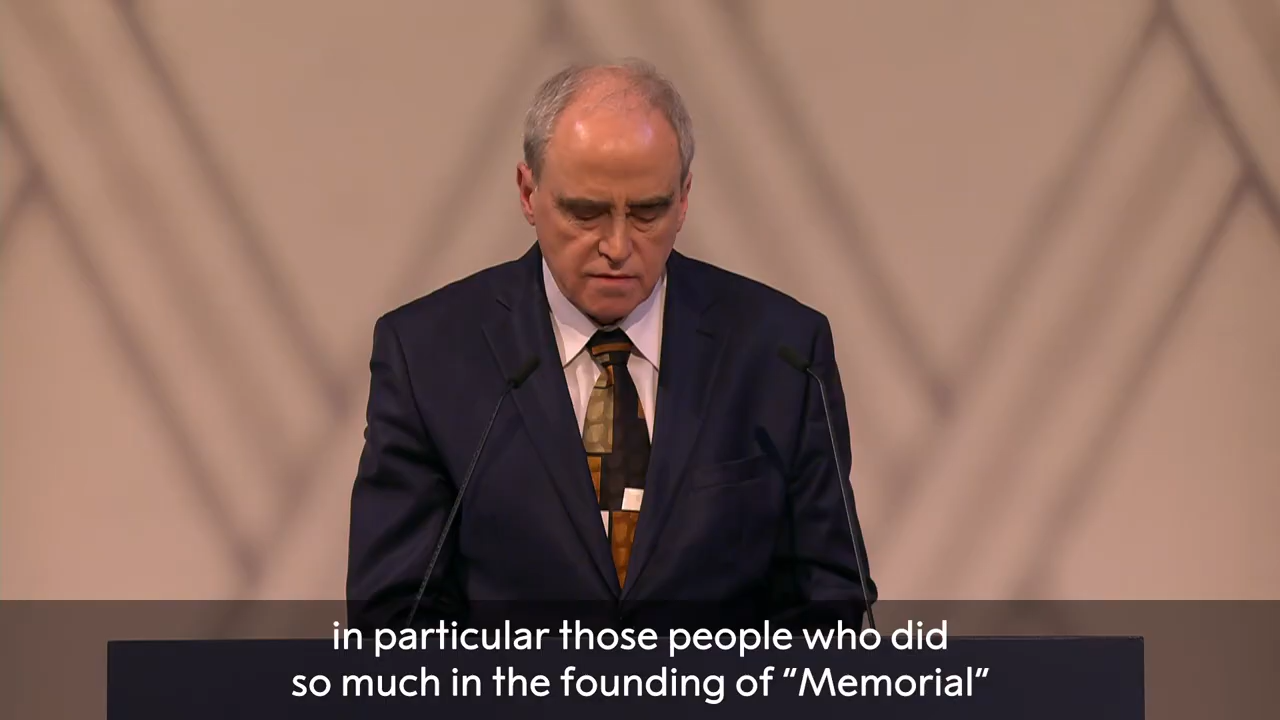 in particular those people who did
so much in the founding of “Memorial”